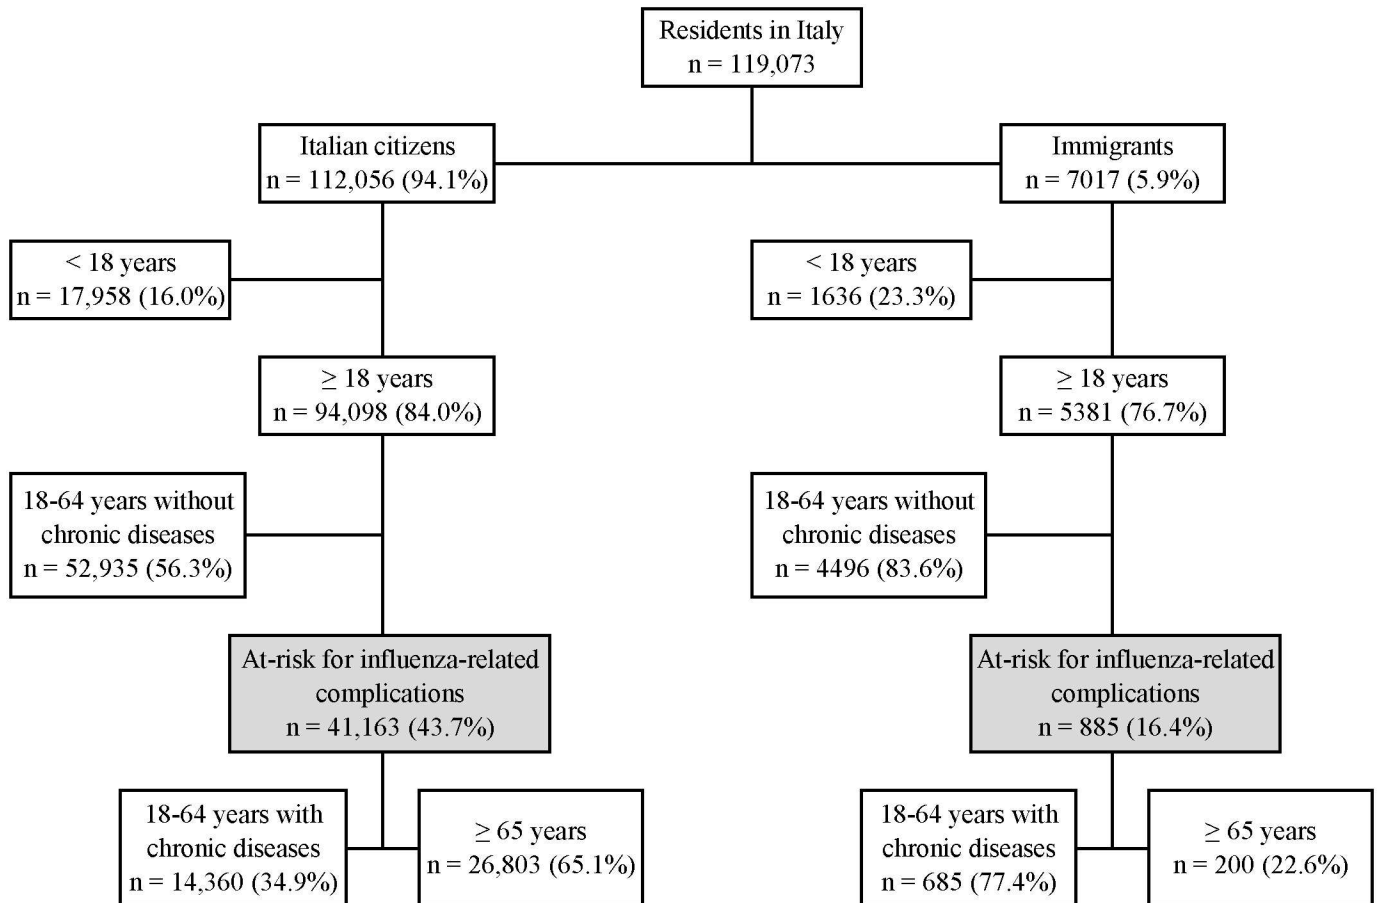 Residents in Italy
n = 119,073
Italian citizens
n = 112,056 (94.1%)
Immigrants
n = 7017 (5.9%)
< 18 years
n = 17,958 (16.0%)
< 18 years
n = 1636 (23.3%)
≥ 18 years
n = 94,098 (84.0%)
≥ 18 years
n = 5381 (76.7%)
18-64 years without
chronic diseases
n = 52,935 (56.3%)
18-64 years without
chronic diseases
n = 4496 (83.6%)
At-risk for influenza-related
complications
n = 41,163 (43.7%)
At-risk for influenza-related
complications
n = 885 (16.4%)
18-64 years with
chronic diseases
n = 14,360 (34.9%)
≥ 65 years
n = 26,803 (65.1%)
18-64 years with
chronic diseases
n = 685 (77.4%)
≥ 65 years
n = 200 (22.6%)